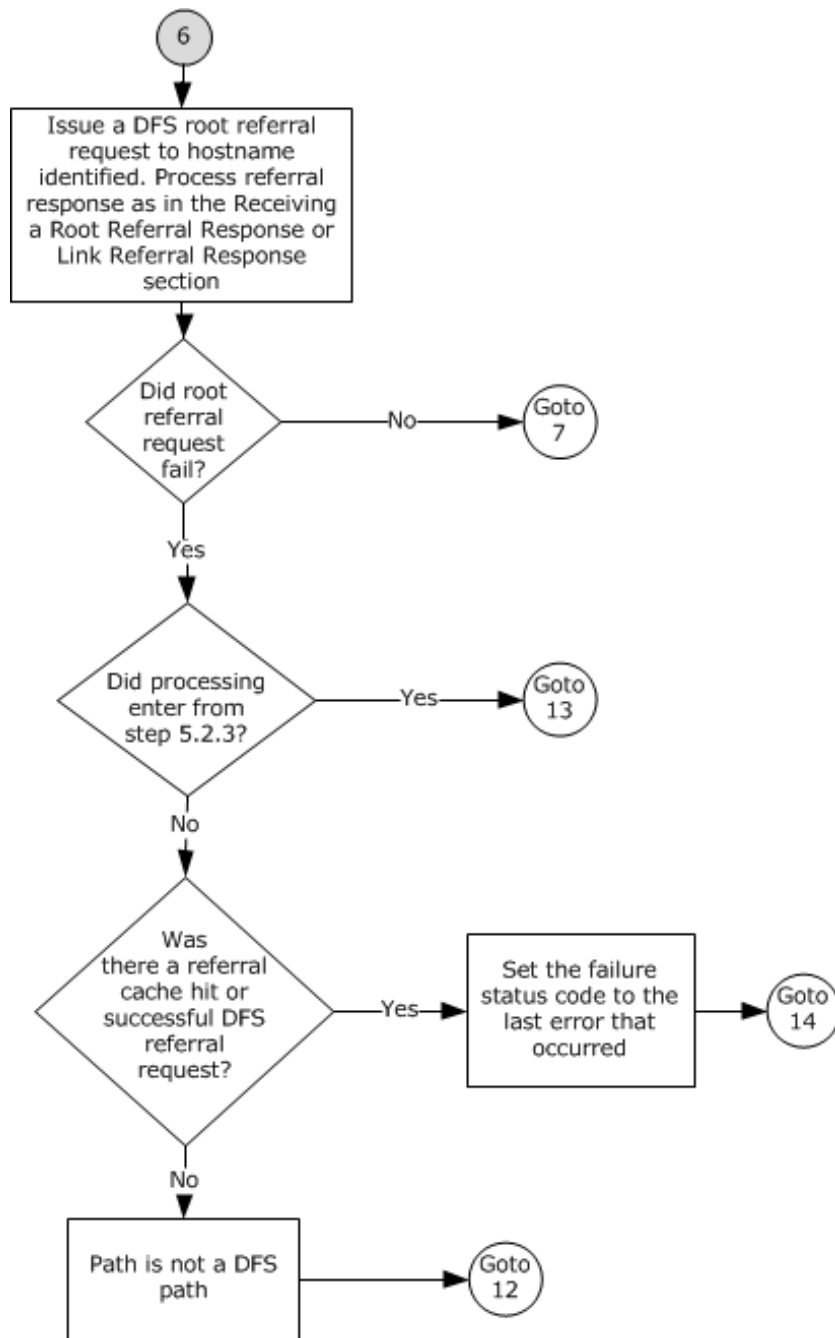 6
Issue a DFS root referral
request to hostname
identified. Process referral
response as in the Receiving
a Root Referral Response or
Link Referral Response
section
Did root
referral
request
fail?
No
Goto
7
Yes
Did processing
enter from
step 5.2.3?
Yes
Goto
13
No
Was
there a referral
cache hit or
successful DFS
referral
request?
Yes
Set the failure
status code to the
last error that
occurred
Goto
14
No
Path is not a DFS
path
Goto
12